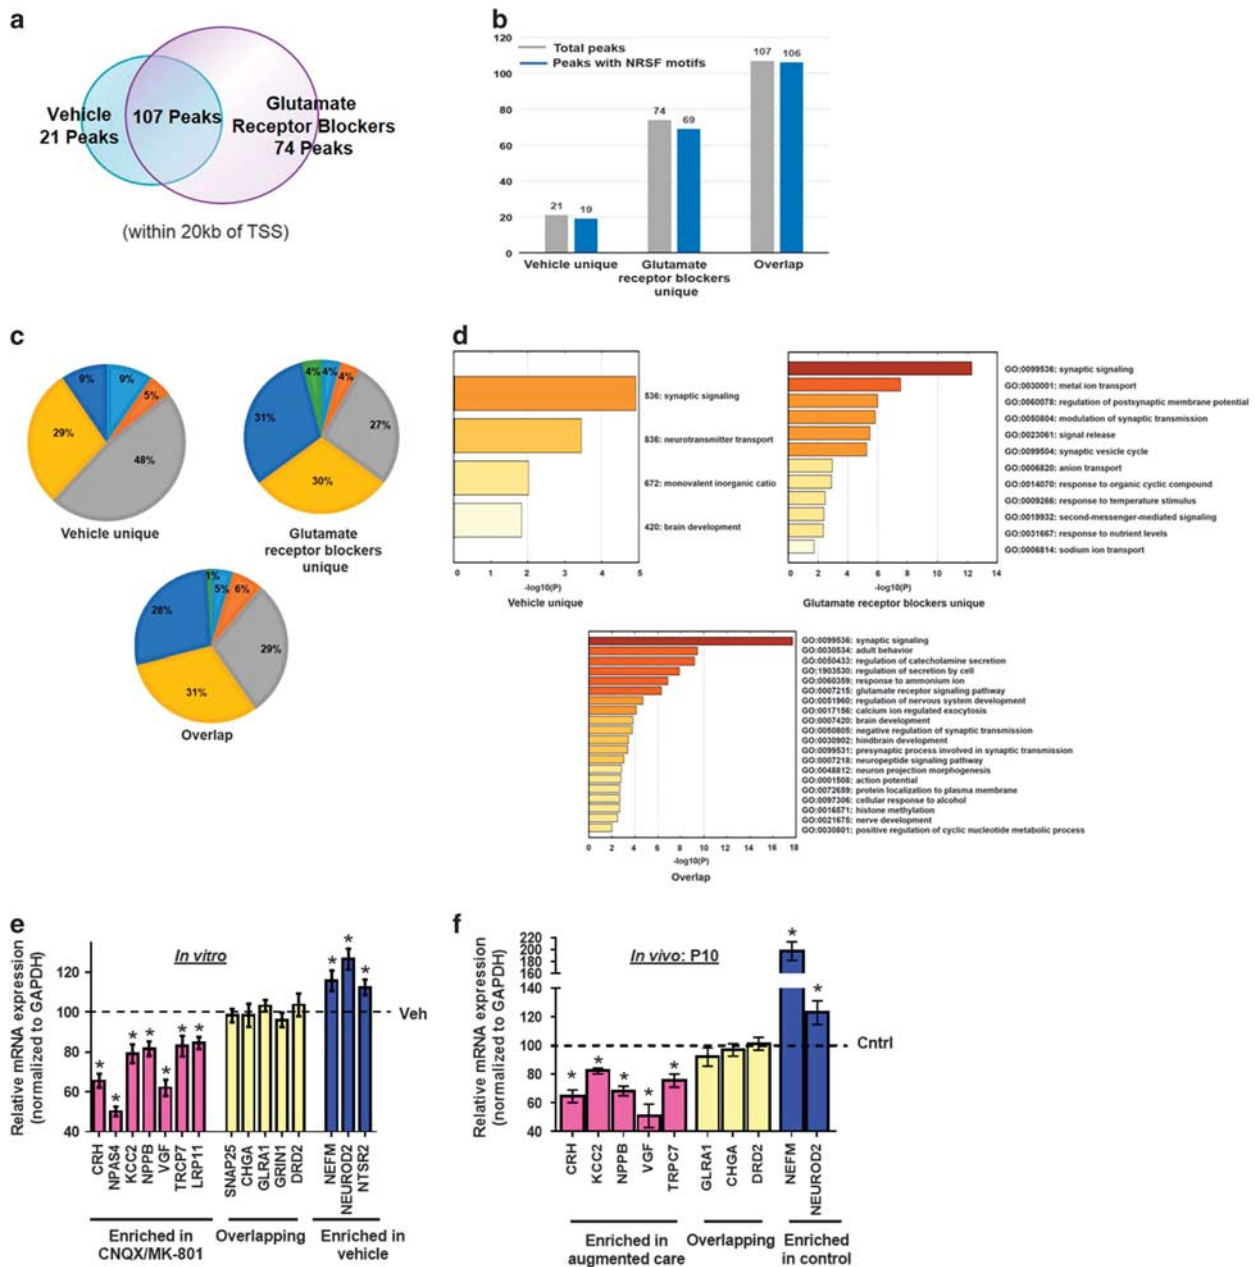 a
Vehicle
21 Peaks
107 Peaks
Glutamate
Receptor Blockers
74 Peaks
(within 20kb of TSS)
b
Total peaks
Peaks with NRSF motifs
120
100
80
60
40
20
0
21
19
74
69
107
106
Vehicle unique
Glutamate
receptor blockers
unique
Overlap
c
9%
9%
5%
48%
29%
Vehicle unique
4%
4%
4%
27%
30%
31%
Glutamate
receptor blockers
unique
1%
5%
6%
29%
31%
28%
Overlap
d
536: synaptic signaling
836: neurotransmitter transport
672: monovalent inorganic catio
420: brain development
0 1 2 3 4 5
-log10(P)
Vehicle unique
GO:0099536: synaptic signaling
GO:0030001: metal ion transport
GO:0060078: regulation of postsynaptic membrane potential
GO:0050804: modulation of synaptic transmission
GO:0023061: signal release
GO:0099504: synaptic vesicle cycle
GO:0006820: anion transport
GO:0014070: response to organic cyclic compound
GO:0009266: response to temperature stimulus
GO:0019932: second-messenger-mediated signaling
GO:0031667: response to nutrient levels
GO:0006814: sodium ion transport
0 2 4 6 8 10 12 14
-log10(P)
Glutamate receptor blockers unique
GO:0099536: synaptic signaling
GO:0030534: adult behavior
GO:0050433: regulation of catecholamine secretion
GO:1903530: regulation of secretion by cell
GO:0060359: response to ammonium ion
GO:0007215: glutamate receptor signaling pathway
GO:0051960: regulation of nervous system development
GO:0017156: calcium ion regulated exocytosis
GO:0007420: brain development
GO:0050805: negative regulation of synaptic transmission
GO:0030902: hindbrain development
GO:0099531: presynaptic process involved in synaptic transmission
GO:0007218: neuropeptide signaling pathway
GO:0048812: neuron projection morphogenesis
GO:0001508: action potential
GO:0072659: protein localization to plasma membrane
GO:0097306: cellular response to alcohol
GO:0016571: histone methylation
GO:0021675: nerve development
GO:0030801: positive regulation of cyclic nucleotide metabolic process
0 2 4 6 8 10 12 14 16 18
-log10(P)
Overlap
e
Relative mRNA expression
(normalized to GAPDH)
In vitro
120
100
80
60
40
Veh
* * * * * * * * * *
CRH
NPAS4
KCC2
NPPB
VGF
TRCP7
LRP11
SNAP25
CHGA
GLRA1
GRIN1
DRD2
NEFM
NEUROD2
NTSR2
Enriched in
CNQX/MK-801
Overlapping
Enriched in
vehicle
f
Relative mRNA expression
(normalized to GAPDH)
In vivo: P10
220
200
180
160
140
120
100
80
60
40
Cntrl
* * * * * * *
CRH
KCC2
NPPB
VGF
TRPC7
GLRA1
CHGA
DRD2
NEFM
NEUROD2
Enriched in
augmented care
Overlapping
Enriched
in control